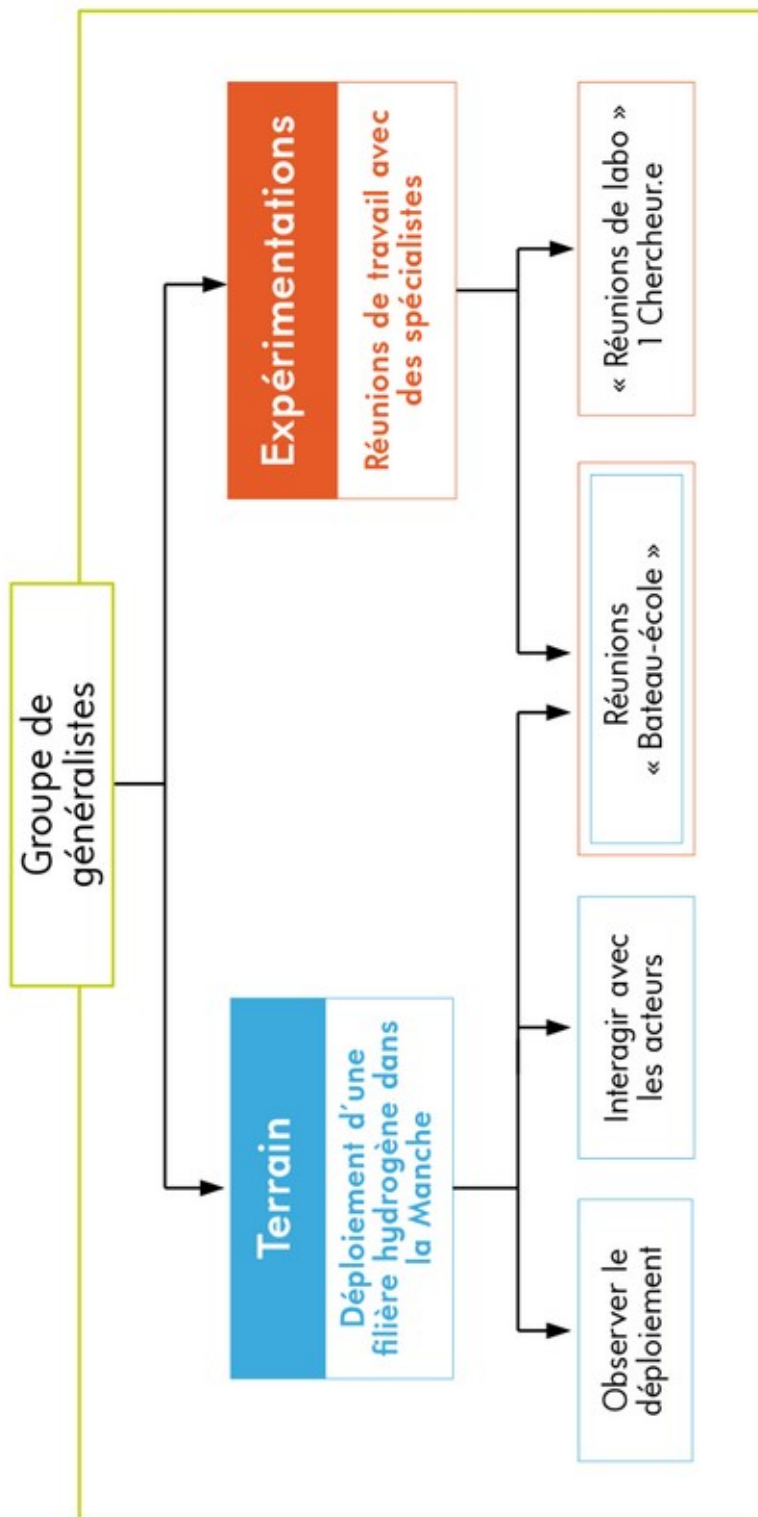 Groupe de
généralistes
Terrain
Déploiement d'une
filière hydrogène dans
la Manche
Expérimentations
Réunions de travail avec
des spécialistes
Observer le
déploiement
Interagir avec
les acteurs
Réunions
« Bateau-école »
« Réunions de labo »
1 Chercheur.e